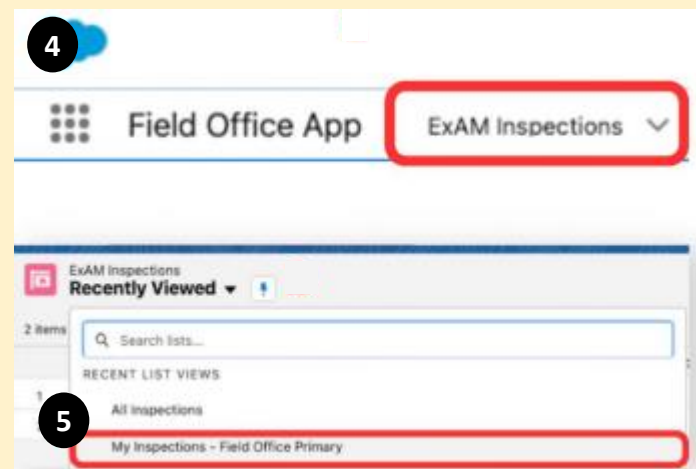 4
Field Office App ExAM Inspections
ExAM Inspections
Recently Viewed
2 items
Search lists...
RECENT LIST VIEWS
1
All Inspections
5
My Inspections - Field Office Primary